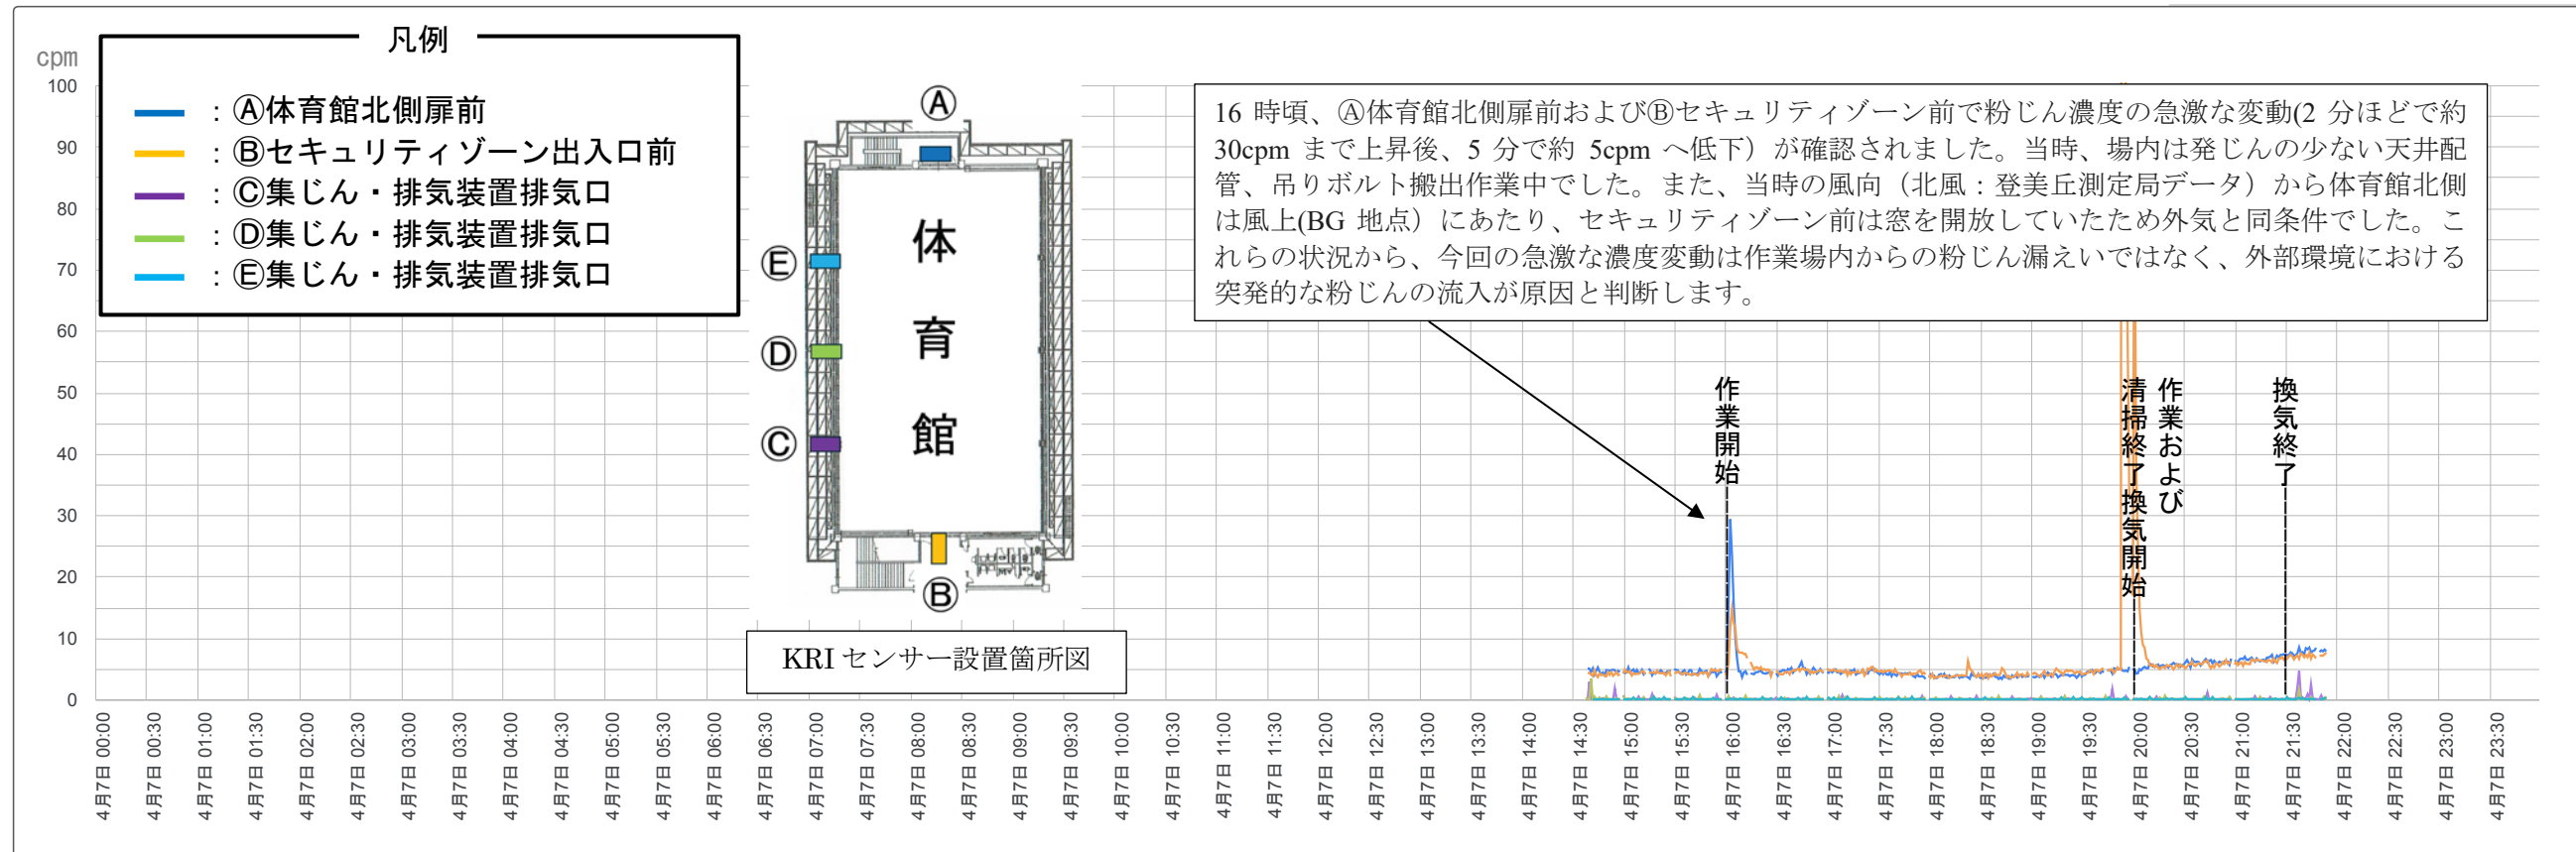 凡例
cpm
: Ⓐ体育館北側扉前
: Ⓑセキュリティゾーン出入口前
: Ⓒ集じん・排気装置排気口
: Ⓓ集じん・排気装置排気口
: Ⓔ集じん・排気装置排気口
100
90
80
70
60
50
40
30
20
10
0
Ⓐ
Ⓔ
Ⓓ
Ⓒ
Ⓑ
体育館
KRI センサー設置箇所図
16 時頃、Ⓐ体育館北側扉前およびⒷセキュリティゾーン前で粉じん濃度の急激な変動(2 分ほどで約
30cpm まで上昇後、5 分で約 5cpm へ低下）が確認されました。当時、場内は発じんの少ない天井配
管、吊りボルト搬出作業中でした。また、当時の風向（北風：登美丘測定局データ）から体育館北側
は風上(BG 地点）にあたり、セキュリティゾーン前は窓を開放していたため外気と同条件でした。こ
れらの状況から、今回の急激な濃度変動は作業場内からの粉じん漏えいではなく、外部環境における
突発的な粉じんの流入が原因と判断します。
作業開始
作業および
清掃終了換気開始
換気終了
4月7日 00:00
4月7日 00:30
4月7日 01:00
4月7日 01:30
4月7日 02:00
4月7日 02:30
4月7日 03:00
4月7日 03:30
4月7日 04:00
4月7日 04:30
4月7日 05:00
4月7日 05:30
4月7日 06:00
4月7日 06:30
4月7日 07:00
4月7日 07:30
4月7日 08:00
4月7日 08:30
4月7日 09:00
4月7日 09:30
4月7日 10:00
4月7日 10:30
4月7日 11:00
4月7日 11:30
4月7日 12:00
4月7日 12:30
4月7日 13:00
4月7日 13:30
4月7日 14:00
4月7日 14:30
4月7日 15:00
4月7日 15:30
4月7日 16:00
4月7日 16:30
4月7日 17:00
4月7日 17:30
4月7日 18:00
4月7日 18:30
4月7日 19:00
4月7日 19:30
4月7日 20:00
4月7日 20:30
4月7日 21:00
4月7日 21:30
4月7日 22:00
4月7日 22:30
4月7日 23:00
4月7日 23:30